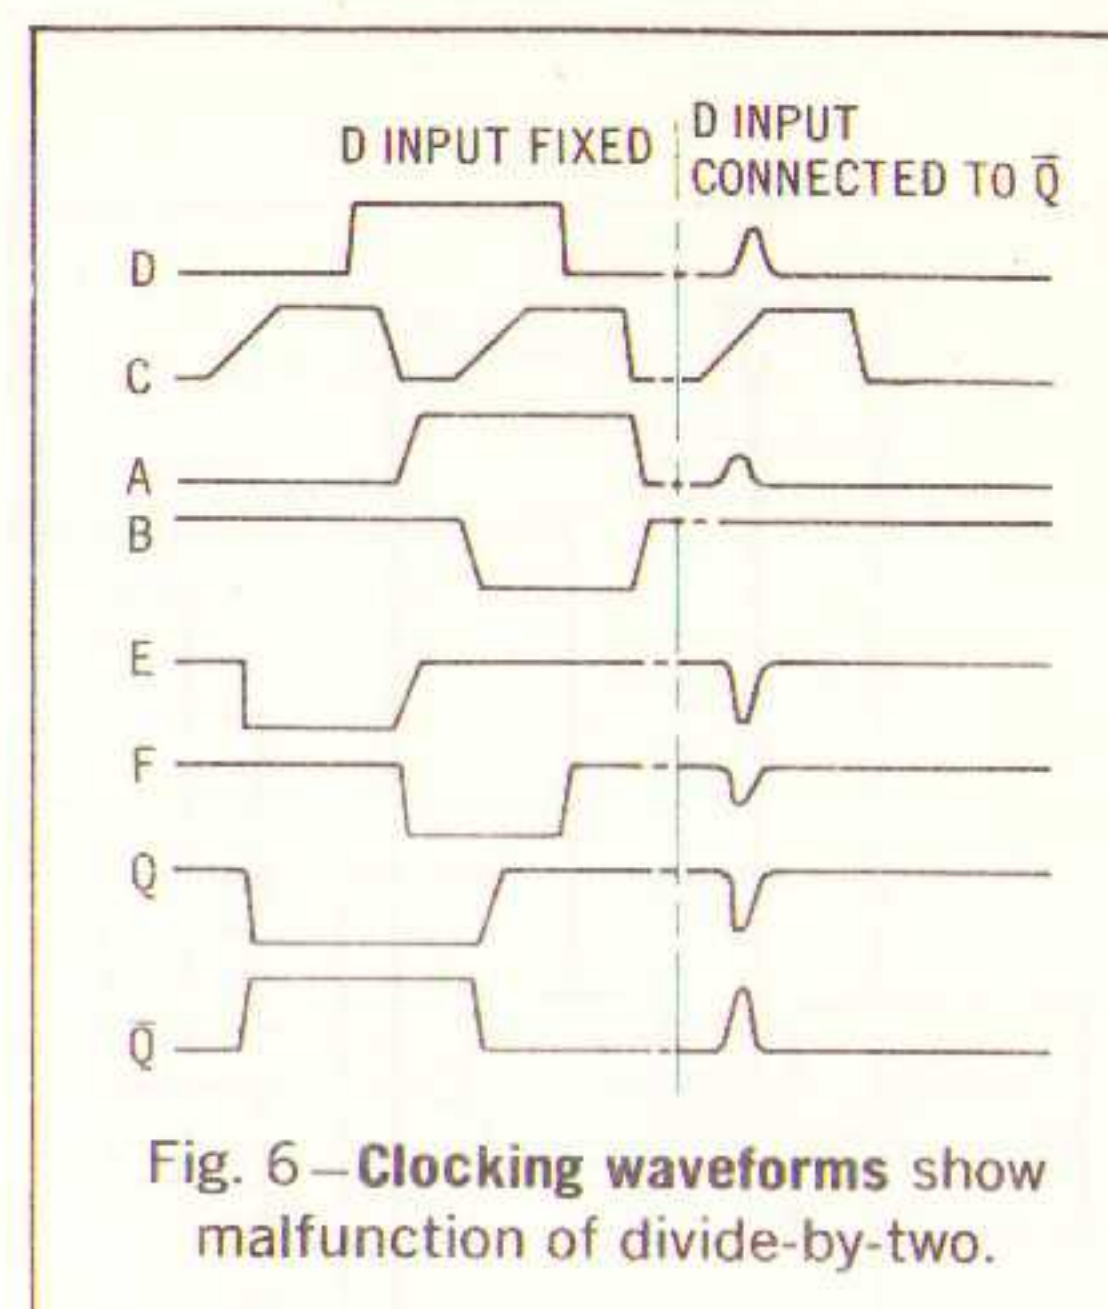 D INPUT FIXED
D INPUT
CONNECTED TO Q̅
D
C
A
B
E
F
Q
Q̅
Fig. 6–Clocking waveforms show
malfunction of divide-by-two.